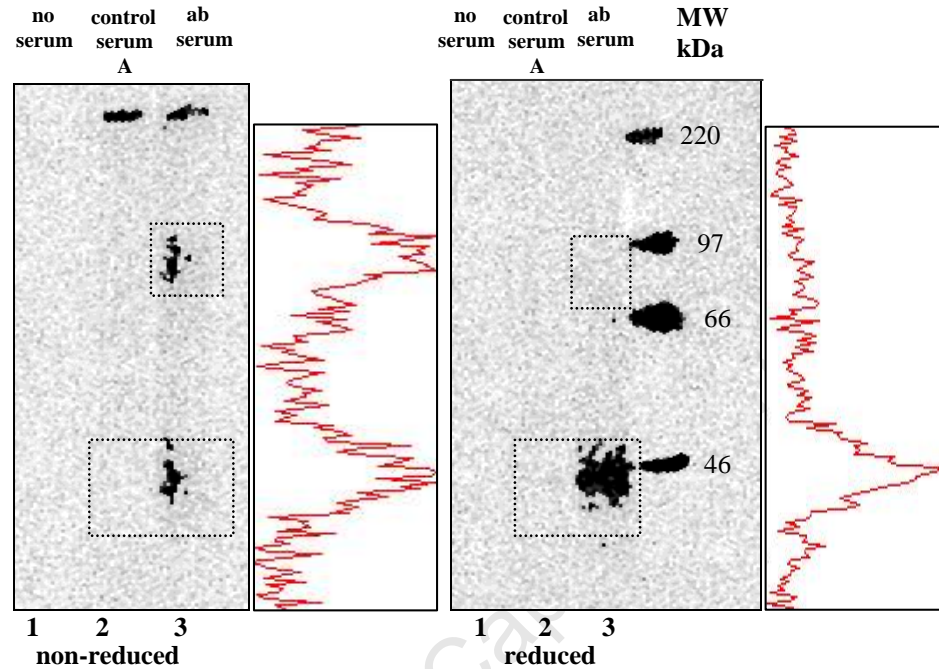 no serum control serum A ab serum
no serum control serum A ab serum MW kDa
220
97
66
46
1 2 3
non-reduced
1 2 3
reduced